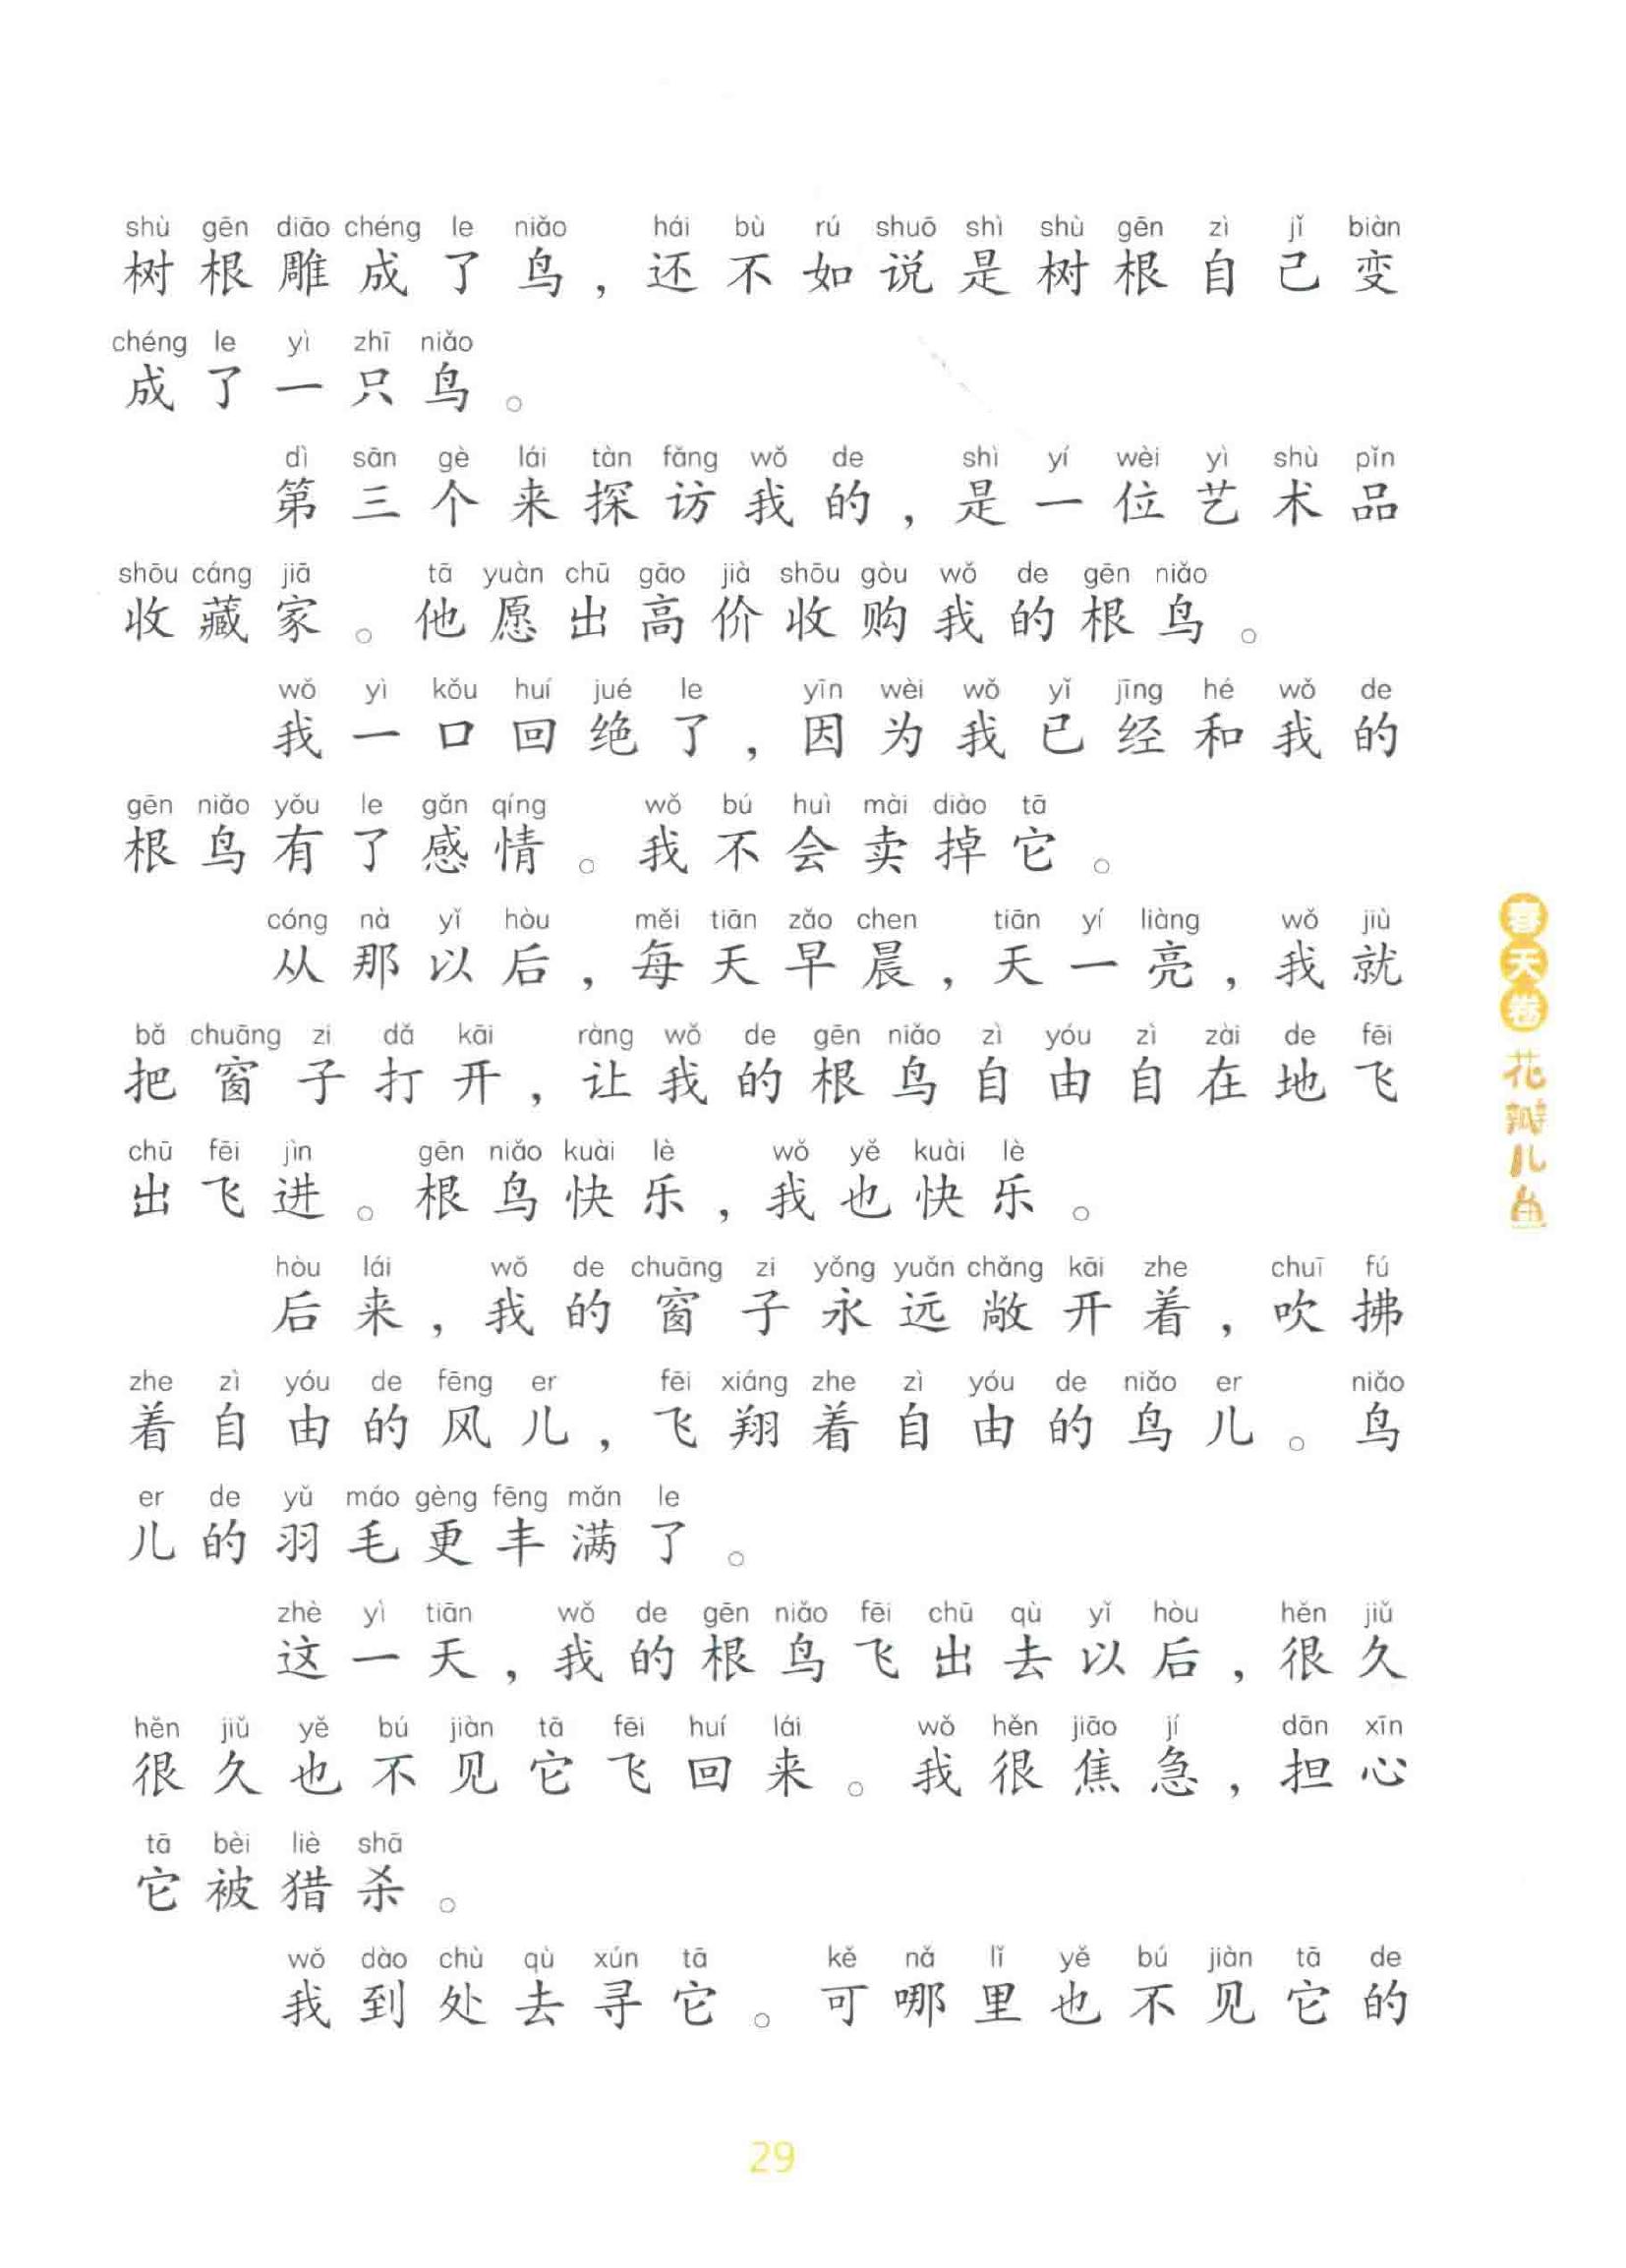 shù gēn diāo chéng le niǎo hái bù rú shuō shì shù gēn zì jǐ biàn
树根雕成了鸟，还不如说是树根自己变
chéng le yì zhī niǎo
成了一只鸟。
dì sān gè lái tàn fǎng wǒ de shì yí wèi yì shù pǐn
第三个来探访我的，是一位艺术品
shōu cáng jiā tā yuàn chū gāo jià shōu gòu wǒ de gēn niǎo
收藏家。他愿出高价收购我的根鸟。
wǒ yì kǒu huí jué le yīn wèi wǒ yǐ jīng hé wǒ de
我一口回绝了，因为我已经和我的
gēn niǎo yǒu le gǎn qíng wǒ bú huì mài diào tā
根鸟有了感情。我不会卖掉它。
cóng nà yǐ hòu měi tiān zǎo chen tiān yí liàng wǒ jiù
从那以后，每天早晨，天一亮，我就
bǎ chuāng zi dǎ kāi ràng wǒ de gēn niǎo zì yóu zì zài de fēi
把窗子打开，让我的根鸟自由自在地飞
chū fēi jìn gēn niǎo kuài lè wǒ yě kuài lè
出飞进。根鸟快乐，我也快乐。
hòu lái wǒ de chuāng zi yǒng yuǎn chǎng kāi zhe chuī fú
后来，我的窗子永远敞开着，吹拂
zhe zì yóu de fēng er fēi xiáng zhe zì yóu de niǎo er niǎo
着自由的风儿，飞翔着自由的鸟儿。鸟
er de yǔ máo gèng fēng mǎn le
儿的羽毛更丰满了。
zhè yì tiān wǒ de gēn niǎo fēi chū qù yǐ hòu hěn jiǔ
这一天，我的根鸟飞出去以后，很久
hěn jiǔ yě bú jiàn tā fēi huí lái wǒ hěn jiāo jí dān xīn
很久也不见它飞回来。我很焦急，担心
tā bèi liè shā
它被猎杀。
wǒ dào chù qù xún tā kě nǎ lǐ yě bú jiàn tā de
我到处去寻它。可哪里也不见它的
春天卷 花瓣儿鱼
29